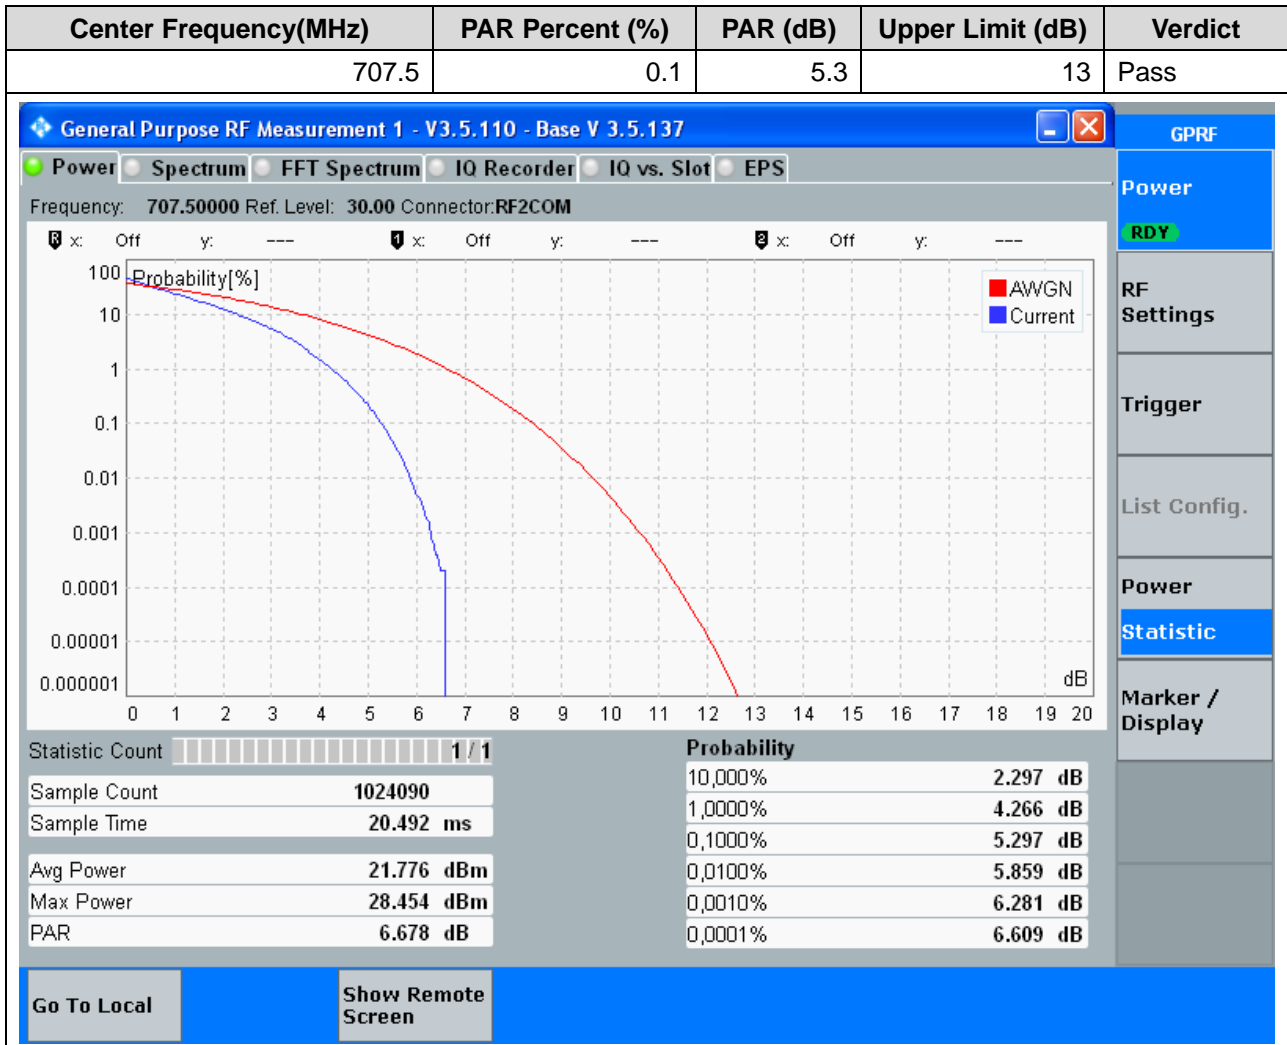 Center Frequency(MHz) PAR Percent (%) PAR (dB) Upper Limit (dB) Verdict
707.5 0.1 5.3 13 Pass
General Purpose RF Measurement 1 - V3.5.110 - Base V 3.5.137
GPRF
Power Spectrum FFT Spectrum IQ Recorder IQ vs. Slot EPS
Power
RDY
Frequency: 707.50000 Ref. Level: 30.00 Connector:RF2COM
R x: Off y: --- 1 x: Off y: --- 2 x: Off y: ---
Probability[%]
AWGN
Current
100
10
1
0.1
0.01
0.001
0.0001
0.00001
0.000001
dB
0 1 2 3 4 5 6 7 8 9 10 11 12 13 14 15 16 17 18 19 20
RF
Settings
Trigger
List Config.
Power
Statistic
Marker /
Display
Statistic Count 1 / 1
Sample Count 1024090
Sample Time 20.492 ms
Avg Power 21.776 dBm
Max Power 28.454 dBm
PAR 6.678 dB
Probability
10,000% 2.297 dB
1,0000% 4.266 dB
0,1000% 5.297 dB
0,0100% 5.859 dB
0,0010% 6.281 dB
0,0001% 6.609 dB
Go To Local
Show Remote
Screen